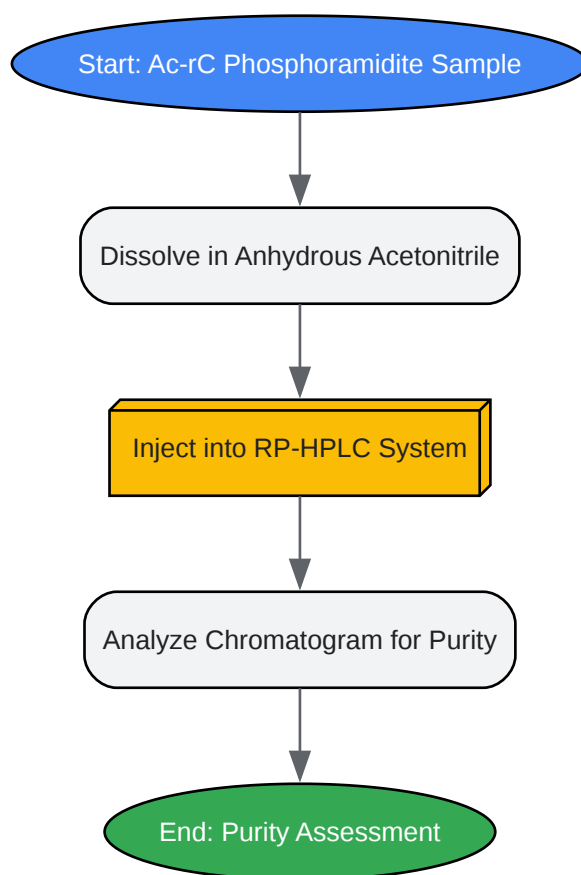 Start: Ac-rC Phosphoramidite Sample
Dissolve in Anhydrous Acetonitrile
Inject into RP-HPLC System
Analyze Chromatogram for Purity
End: Purity Assessment